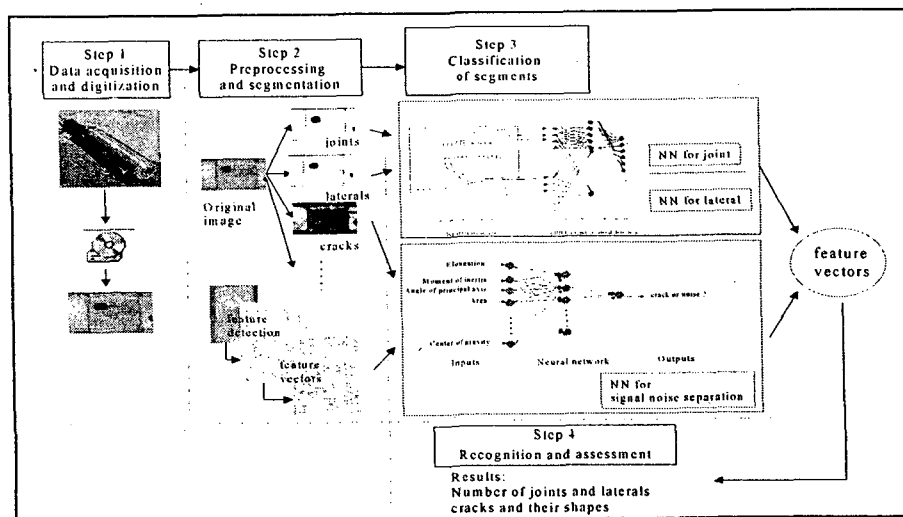 Step 1
Data acquisition
and digitization
Step 2
Preprocessing
and segmentation
Step 3
Classification
of segments
joints
laterals
cracks
Original
image
feature
detection
feature
vectors
NN for joint
NN for lateral
Elongation
Moment of inertia
Angle of principal axis
Area
Center of gravity
crack or noise ?
Inputs
Neural network
Outputs
NN for
signal noise separation
feature
vectors
Step 4
Recognition and assessment
Results:
Number of joints and laterals
cracks and their shapes